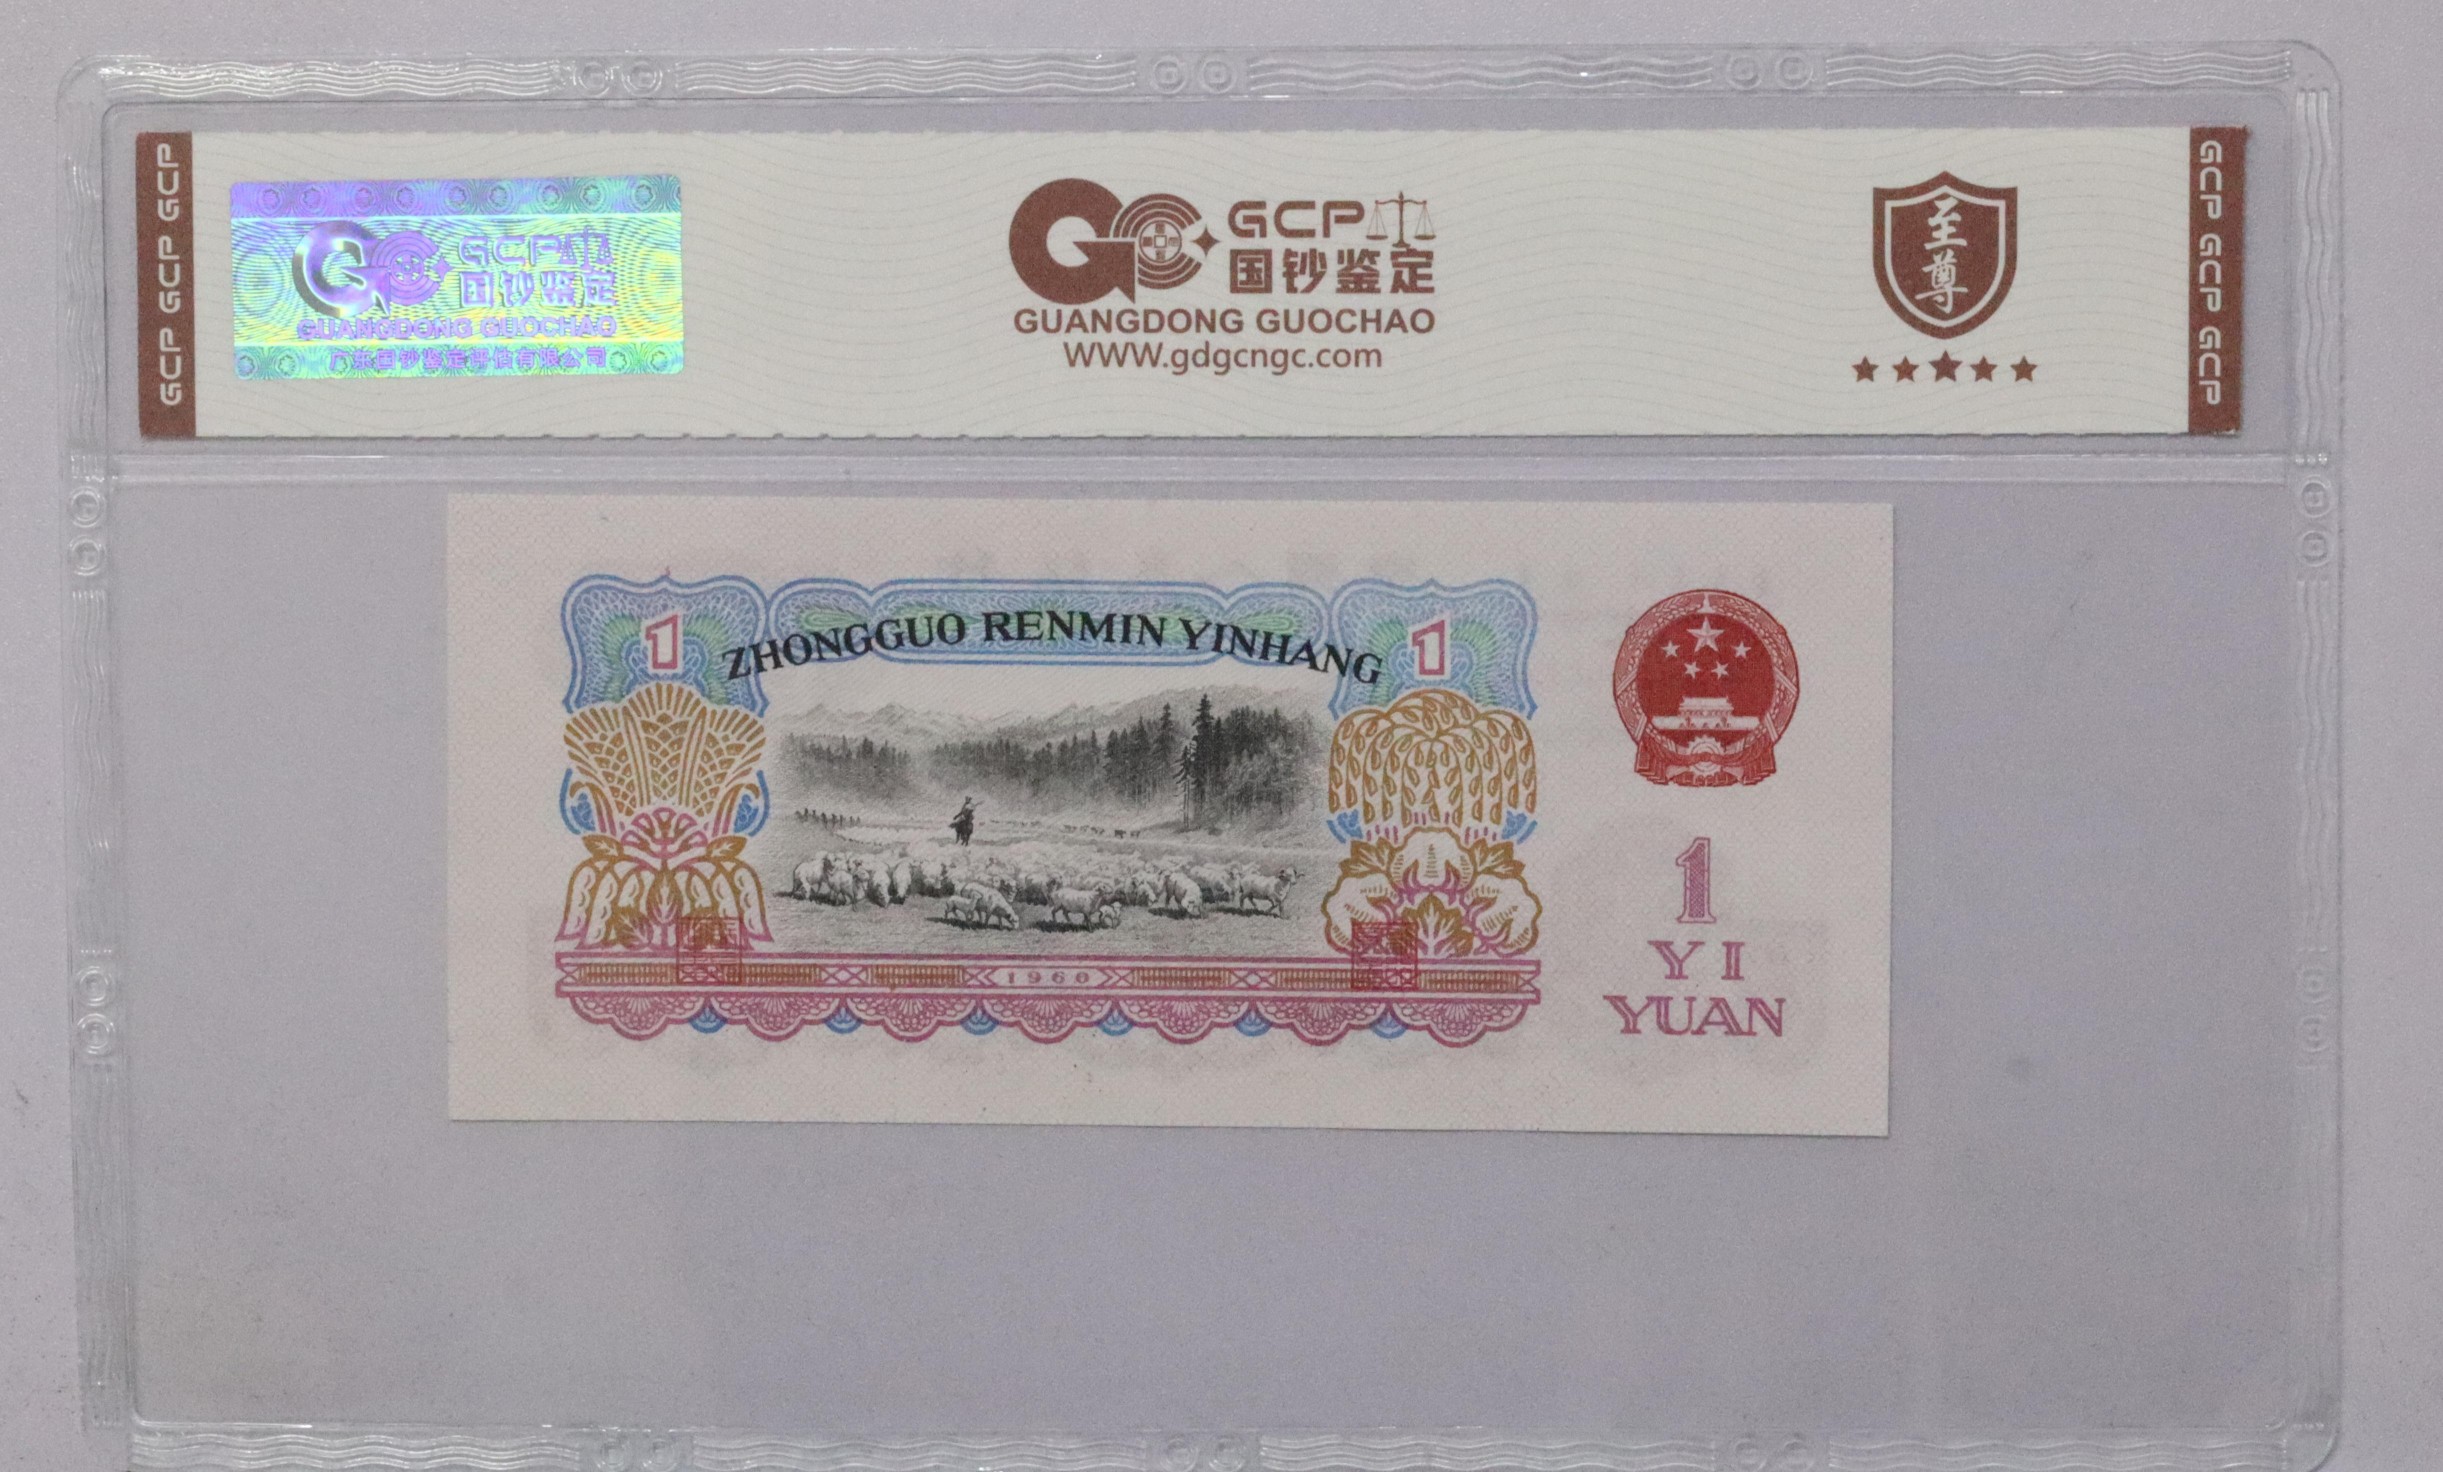 GCP GCP GCP
GCP
国钞鉴定
GUANGDONG GUOCHAO
广东国钞鉴定评估有限公司
GCP
国钞鉴定
GUANGDONG GUOCHAO
WWW.gdgcngc.com
至尊
GCP GCP GCP
ZHONGGUO RENMIN YINHANG
1
1
1960
1
YI
YUAN